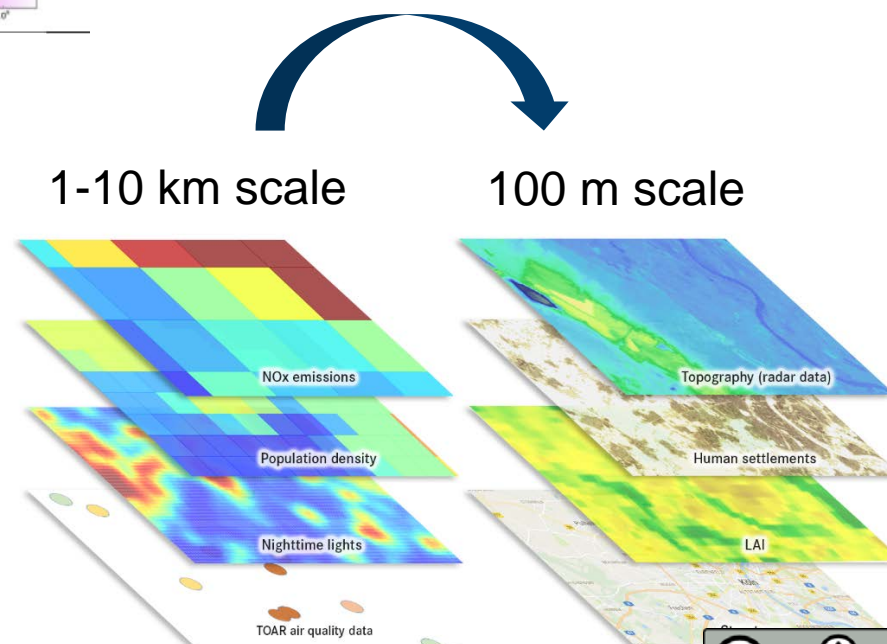 1-10 km scale
100 m scale
NOx emissions
Population density
Nighttime lights
TOAR air quality data
Topography (radar data)
Human settlements
LAI
Köln